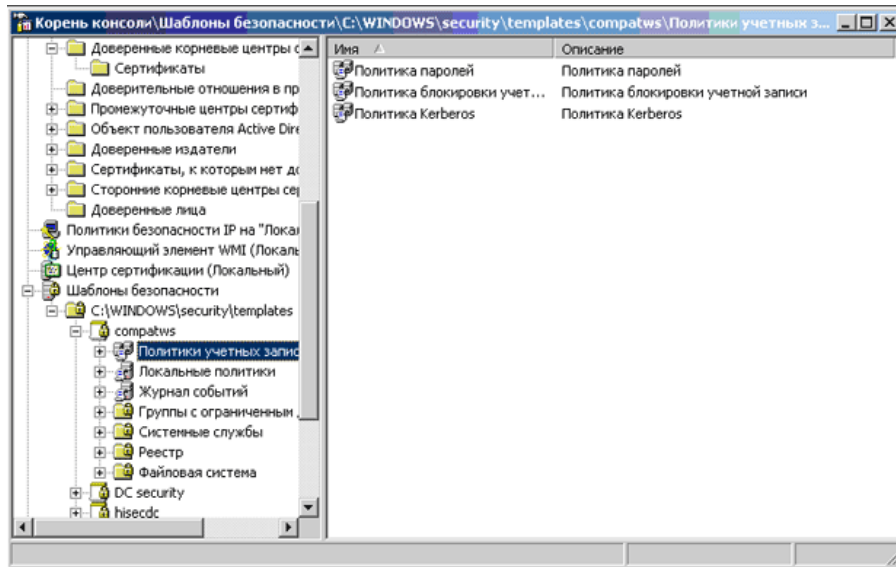 Корень консоли\Шаблоны безопасности\C:\WINDOWS\security\templates\compatws\Политики учетных з...
Доверенные корневые центры с
Сертификаты
Доверительные отношения в пр
Промежуточные центры сертиф
Объект пользователя Active Dire
Доверенные издатели
Сертификаты, к которым нет до
Сторонние корневые центры сер
Доверенные лица
Политики безопасности IP на "Локал
Управляющий элемент WMI (Локаль
Центр сертификации (Локальный)
Шаблоны безопасности
C:\WINDOWS\security\templates
compatws
Политики учетных запис
Локальные политики
Журнал событий
Группы с ограниченным
Системные службы
Реестр
Файловая система
DC security
hisecdc
Имя Описание
Политика паролей Политика паролей
Политика блокировки учет... Политика блокировки учетной записи
Политика Kerberos Политика Kerberos